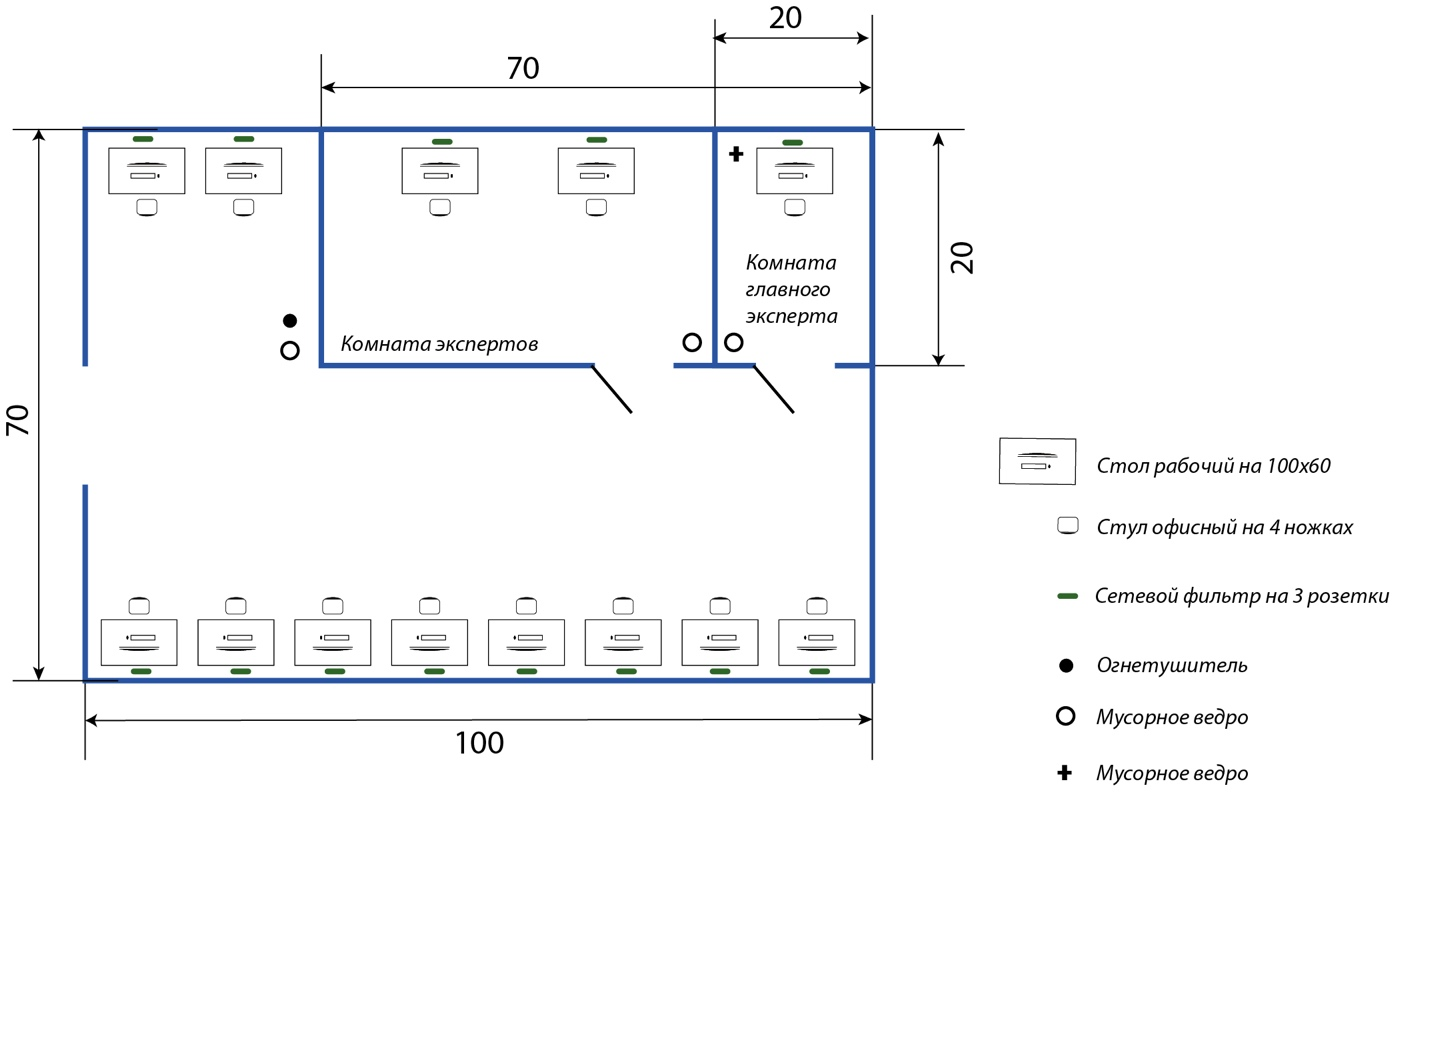 20
70
20
70
Комната
главного
эксперта
Комната экспертов
100
Стол рабочий на 100x60
Стул офисный на 4 ножках
Сетевой фильтр на 3 розетки
Огнетушитель
Мусорное ведро
Мусорное ведро